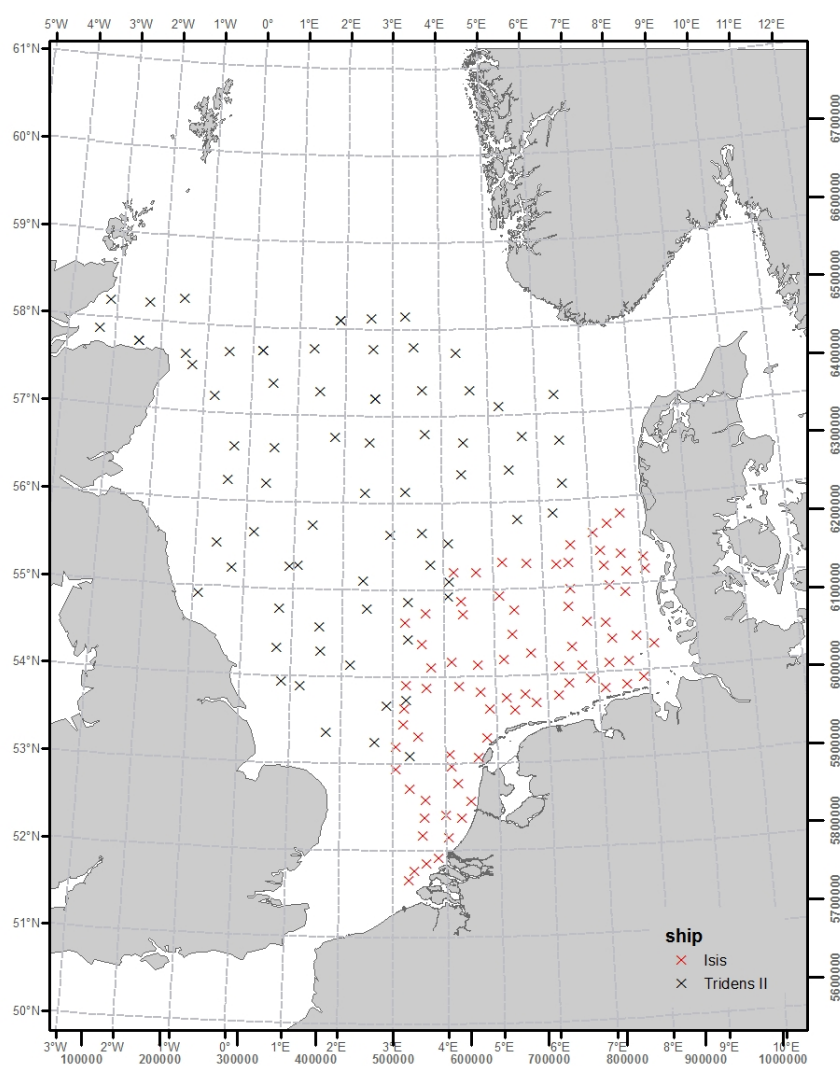 5°W 4°W 3°W 2°W 1°W 0° 1°E 2°E 3°E 4°E 5°E 6°E 7°E 8°E 9°E 10°E 11°E 12°E
61°N
60°N
59°N
58°N
57°N
56°N
55°N
54°N
53°N
52°N
51°N
50°N
6700000
6600000
6500000
6400000
6300000
6200000
6100000
6000000
5900000
5800000
5700000
5600000
ship
Isis
Tridens II
3°W 2°W 1°W 0° 1°E 2°E 3°E 4°E 5°E 6°E 7°E 8°E 9°E 10°E
100000 200000 300000 400000 500000 600000 700000 800000 900000 1000000